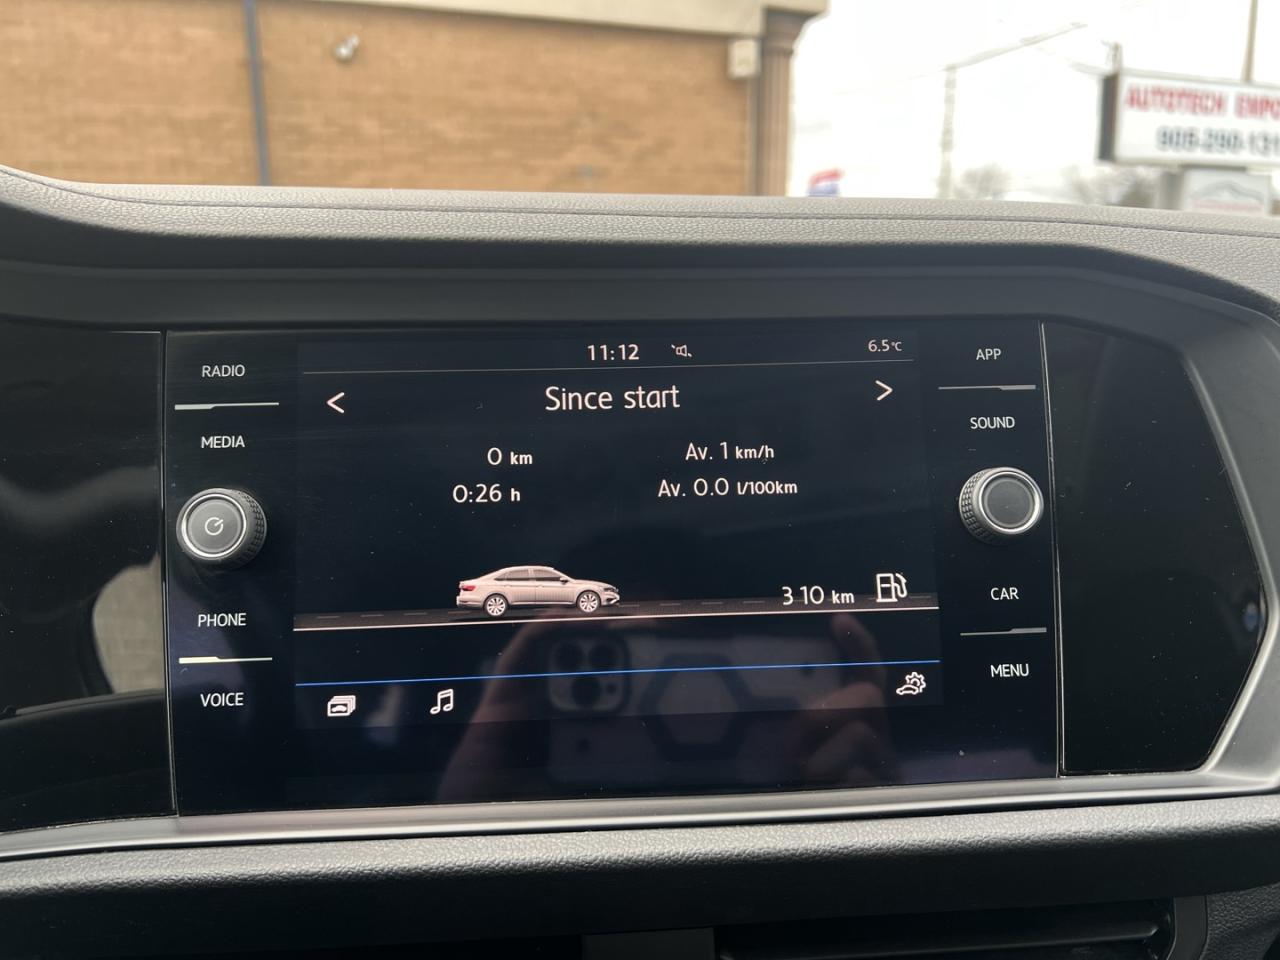 AUTOTECH
RADIO
MEDIA
PHONE
VOICE
11:12
6.5°C
<
Since start
>
0 km
Av. 1 km/h
0:26 h
Av. 0.0 l/100km
310 km
APP
SOUND
CAR
MENU